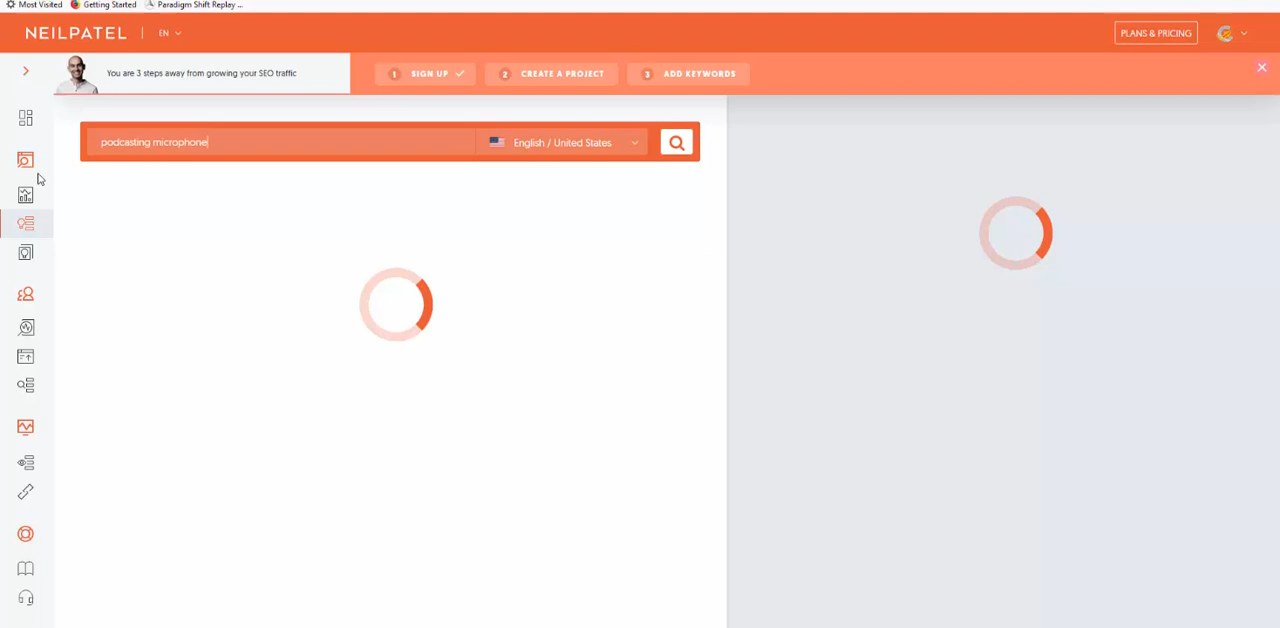 Most Visited Getting Started Paradigm Shift Replay ...
NEILPATEL EN PLANS & PRICING
You are 3 steps away from growing your SEO traffic 1 SIGN UP 2 CREATE A PROJECT 3 ADD KEYWORDS
podcasting microphone English / United States